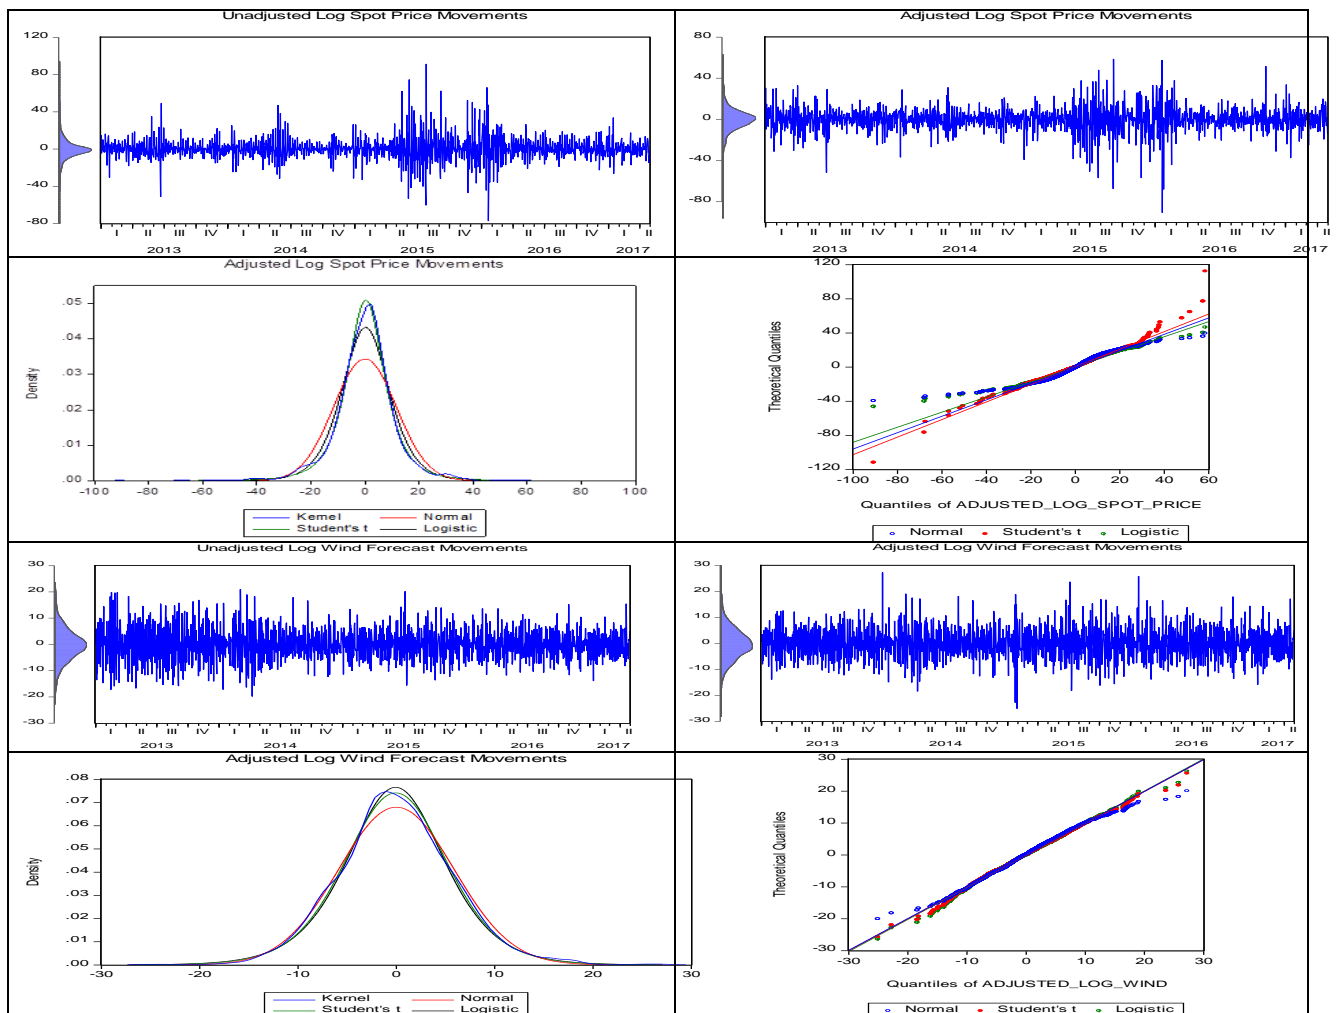 Unadjusted Log Spot Price Movements
120
80
40
0
-40
-80
I II III IV I II III IV I II III IV I II III IV I II
2013 2014 2015 2016 2017
Adjusted Log Spot Price Movements
80
40
0
-40
-80
I II III IV I II III IV I II III IV I II III IV I II
2013 2014 2015 2016 2017
Adjusted Log Spot Price Movements
Density
.05
.04
.03
.02
.01
.00
-100 -80 -60 -40 -20 0 20 40 60 80 100
Kernel Normal
Student's t Logistic
Theoretical Quantiles
120
80
40
0
-40
-80
-120
-100 -80 -60 -40 -20 0 20 40 60
Quantiles of ADJUSTED_LOG_SPOT_PRICE
Normal Student's t Logistic
Unadjusted Log Wind Forecast Movements
30
20
10
0
-10
-20
-30
I II III IV I II III IV I II III IV I II III IV I II
2013 2014 2015 2016 2017
Adjusted Log Wind Forecast Movements
30
20
10
0
-10
-20
-30
I II III IV I II III IV I II III IV I II III IV I II
2013 2014 2015 2016 2017
Adjusted Log Wind Forecast Movements
Density
.08
.07
.06
.05
.04
.03
.02
.01
.00
-30 -20 -10 0 10 20 30
Kernel Normal
Student's t Logistic
Theoretical Quantiles
30
20
10
0
-10
-20
-30
-30 -20 -10 0 10 20 30
Quantiles of ADJUSTED_LOG_WIND
Normal Student's t Logistic